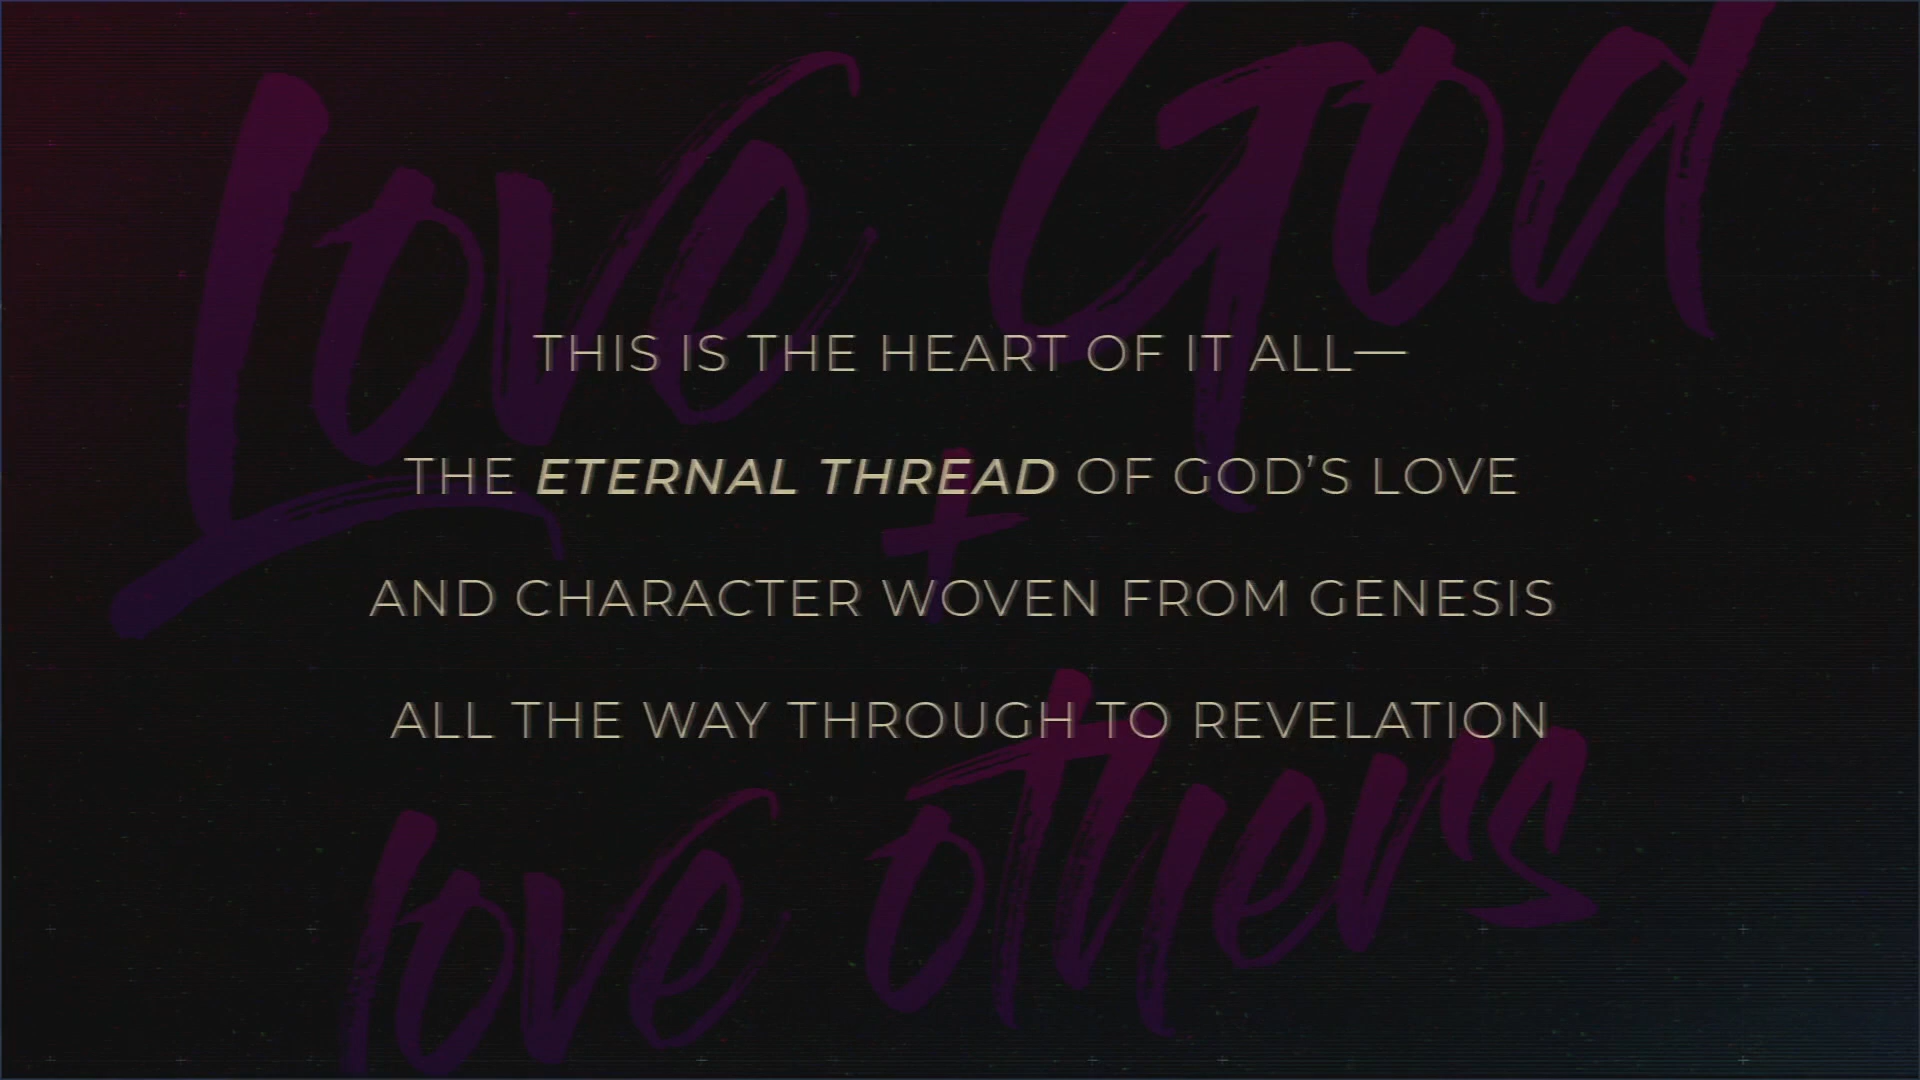 Love God
THIS IS THE HEART OF IT ALL—
THE ETERNAL THREAD OF GOD’S LOVE
+
AND CHARACTER WOVEN FROM GENESIS
ALL THE WAY THROUGH TO REVELATION
love others